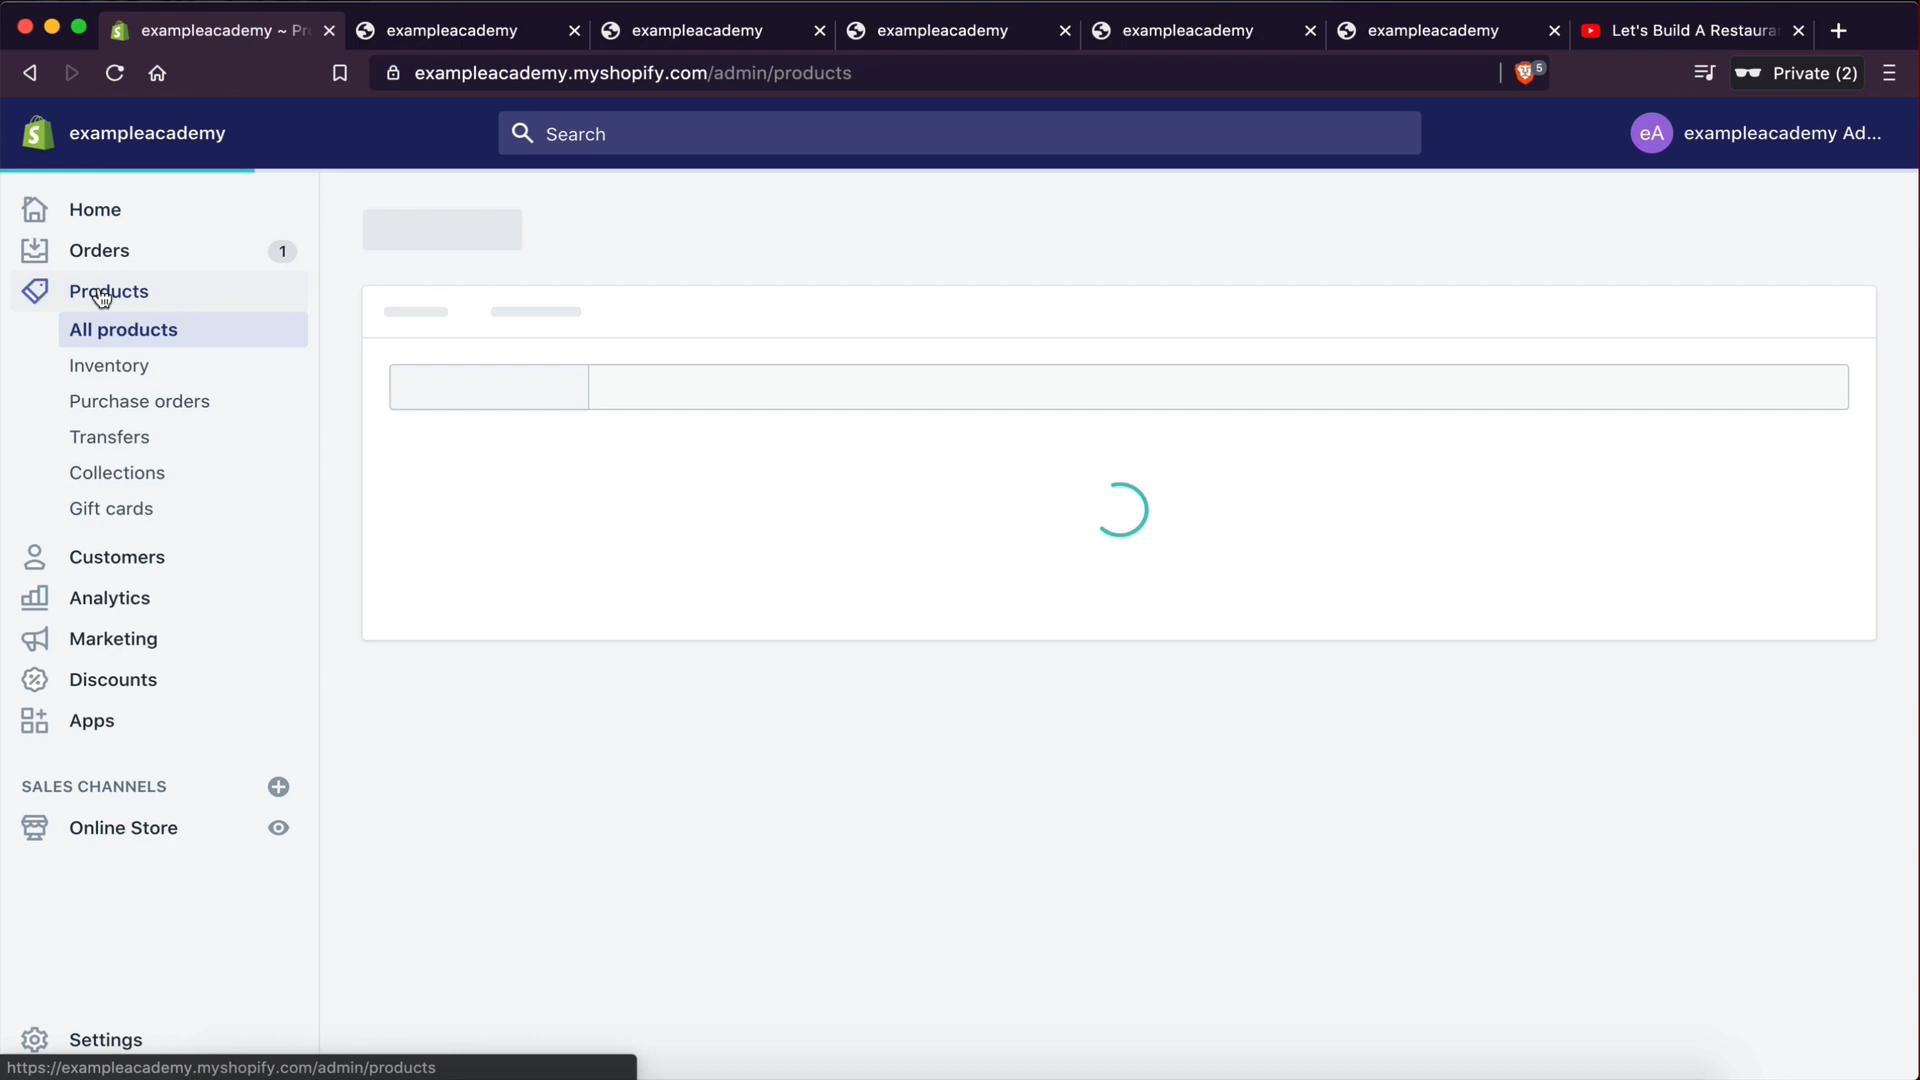 exampleacademy ~ Pr
exampleacademy
exampleacademy
exampleacademy
exampleacademy
exampleacademy
Let's Build A Restaura
exampleacademy.myshopify.com/admin/products
5
Private (2)
exampleacademy
Search
eA
exampleacademy Ad...
Home
Orders
1
Products
All products
Inventory
Purchase orders
Transfers
Collections
Gift cards
Customers
Analytics
Marketing
Discounts
Apps
SALES CHANNELS
Online Store
Settings
https://exampleacademy.myshopify.com/admin/products